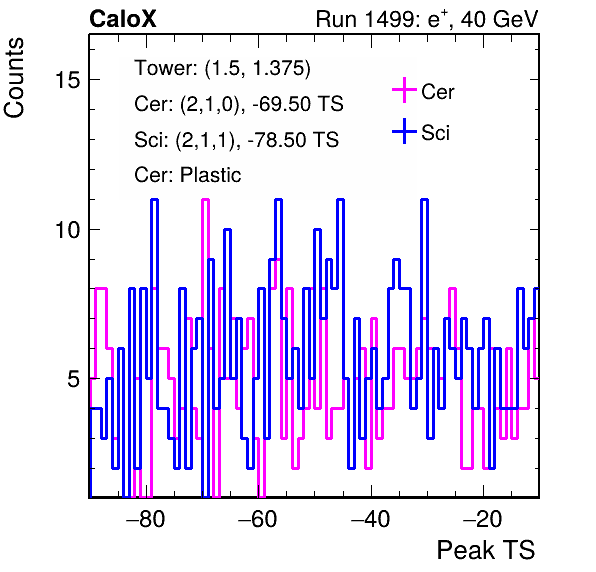 CaloX Run 1499: e⁺, 40 GeV
Counts
Tower: (1.5, 1.375)
Cer: (2,1,0), -69.50 TS
Sci: (2,1,1), -78.50 TS
Cer: Plastic
Cer
Sci
15
10
5
−80 −60 −40 −20
Peak TS